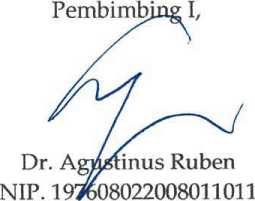 Pembimbing I,
Dr. Agustinus Ruben
NIP. 197608022008011011